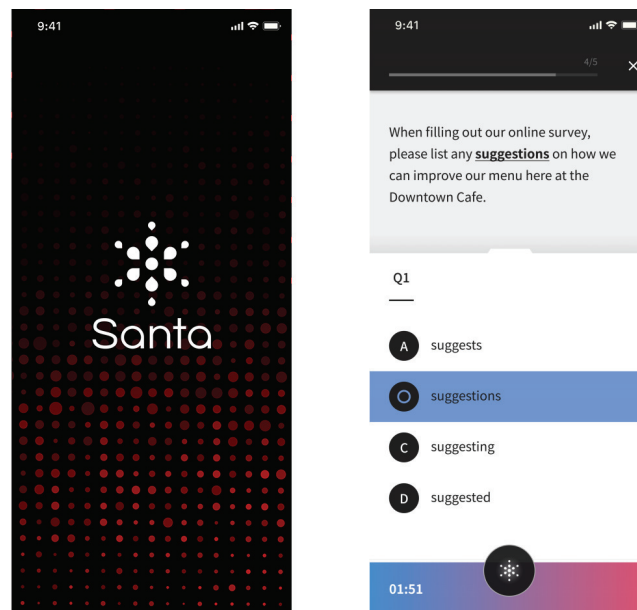 9:41
Santa
9:41
4/5
When filling out our online survey,
please list any suggestions on how we
can improve our menu here at the
Downtown Cafe.
Q1
A suggests
suggestions
C suggesting
D suggested
01:51